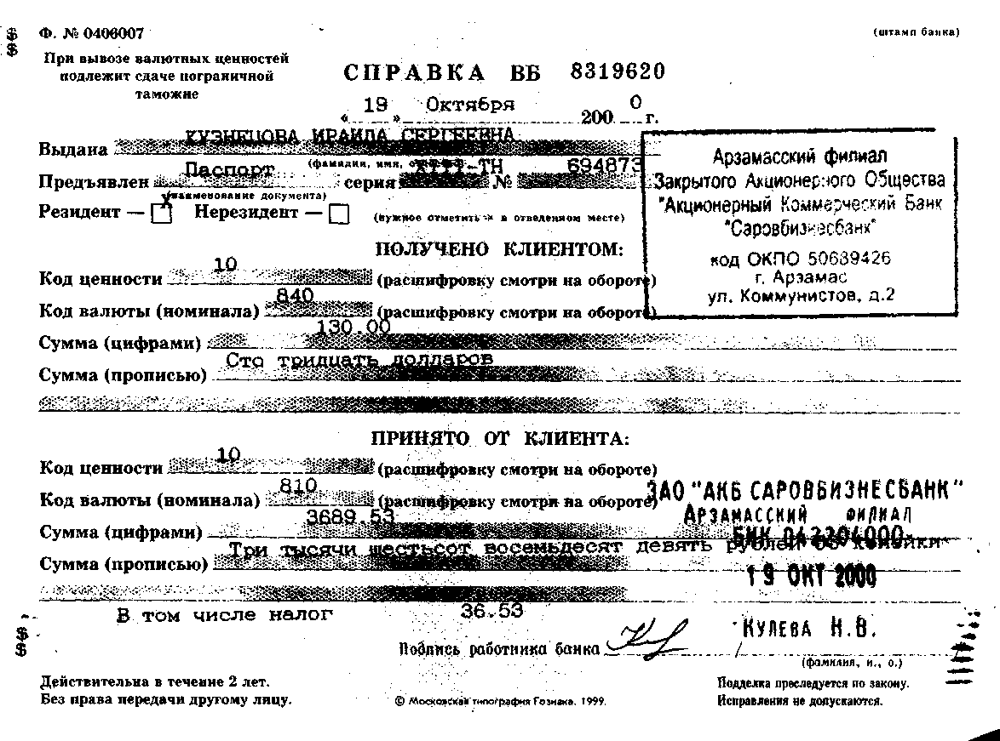 Ф. № 0406007
(штамп банка)
При вывозе валютных ценностей
подлежит сдаче пограничной
таможне
СПРАВКА ВБ 8319620
« 19 » Октября 200 0 г.
Выдана КУЗНЕЦОВА ИРАИДА СЕРГЕЕВНА
(фамилия, имя,
Предъявлен Паспорт серия XIII-ТН № 694873
(наименование документа)
Резидент — X Нерезидент —
(нужное отметить в отведенном месте)
Арзамасский филиал
Закрытого Акционерного Общества
"Акционерный Коммерческий Банк
"Саровбизнесбанк"
код ОКПО 50639426
г. Арзамас
ул. Коммунистов, д.2
ПОЛУЧЕНО КЛИЕНТОМ:
Код ценности 10 (расшифровку смотри на обороте)
Код валюты (номинала) 840 (расшифровку смотри на обороте)
Сумма (цифрами) 130.00
Сумма (прописью) Сто тридцать долларов
ПРИНЯТО ОТ КЛИЕНТА:
Код ценности 10 (расшифровку смотри на обороте)
Код валюты (номинала) 810 (расшифровку смотри на обороте)
Сумма (цифрами) 3689.53
Сумма (прописью) Три тысячи шестьсот восемьдесят девять рублей 53 копейки
ЗАО "АКБ САРОВБИЗНЕСБАНК"
АРЗАМАССКИЙ ФИЛИАЛ
БИК
19 ОКТ 2000
В том числе налог 36.53
Подпись работника банка КУЛЕВА Н.В.
(фамилия, и., о.)
Действительна в течение 2 лет.
Без права передачи другому лицу.
© Московская типография Гознака. 1999.
Подделка преследуется по закону.
Исправления не допускаются.